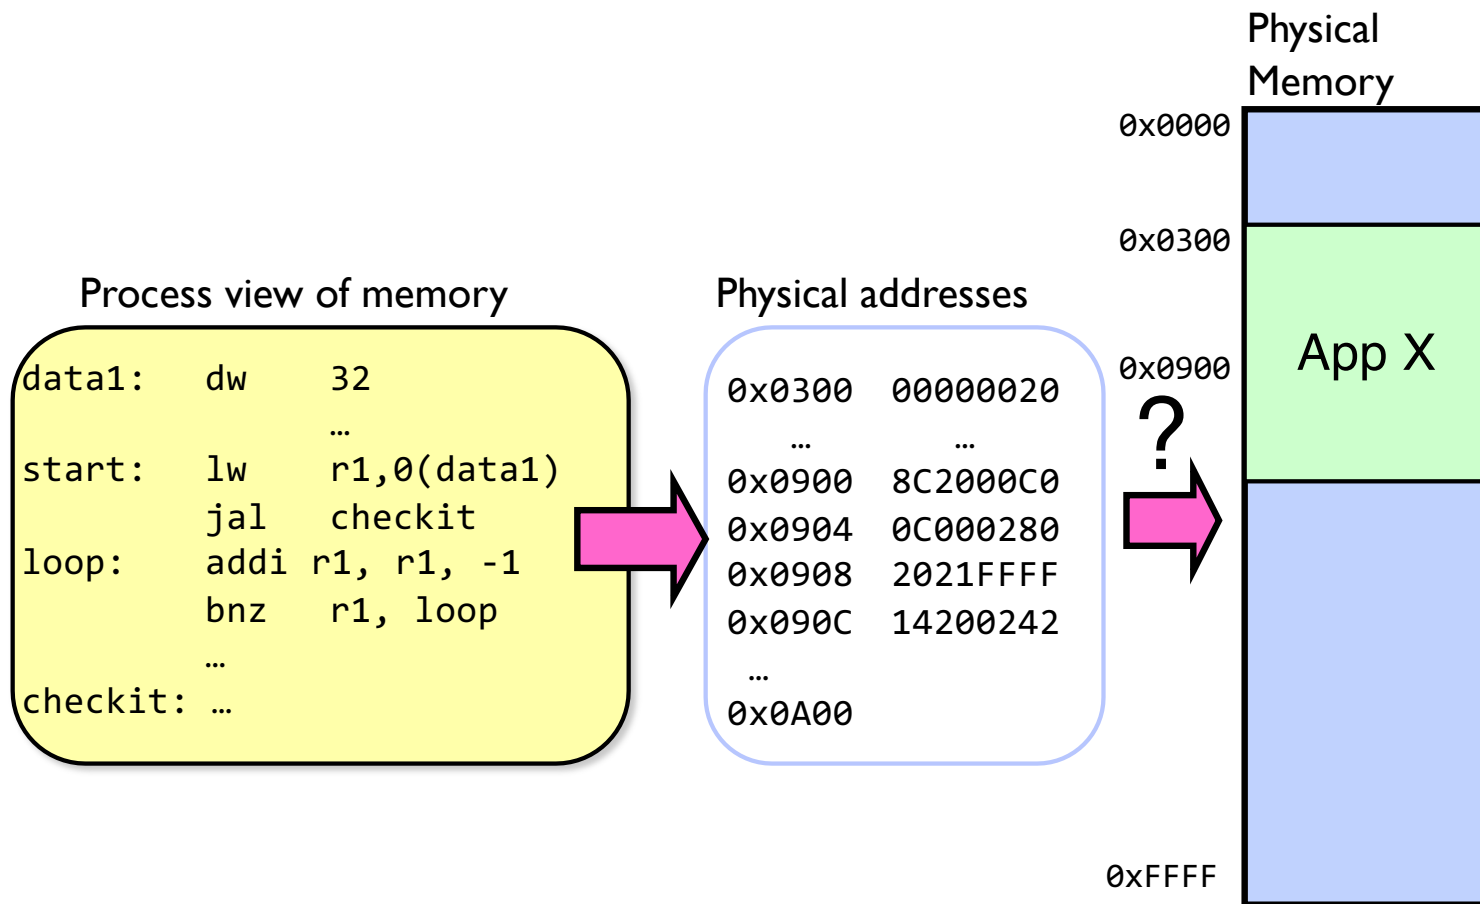 Physical
Memory
0x0000
0x0300
0x0900
App X
?
0xFFFF
Process view of memory
data1: dw 32
…
start: lw r1,0(data1)
jal checkit
loop: addi r1, r1, -1
bnz r1, loop
…
checkit: …
Physical addresses
0x0300 00000020
… …
0x0900 8C2000C0
0x0904 0C000280
0x0908 2021FFFF
0x090C 14200242
…
0x0A00